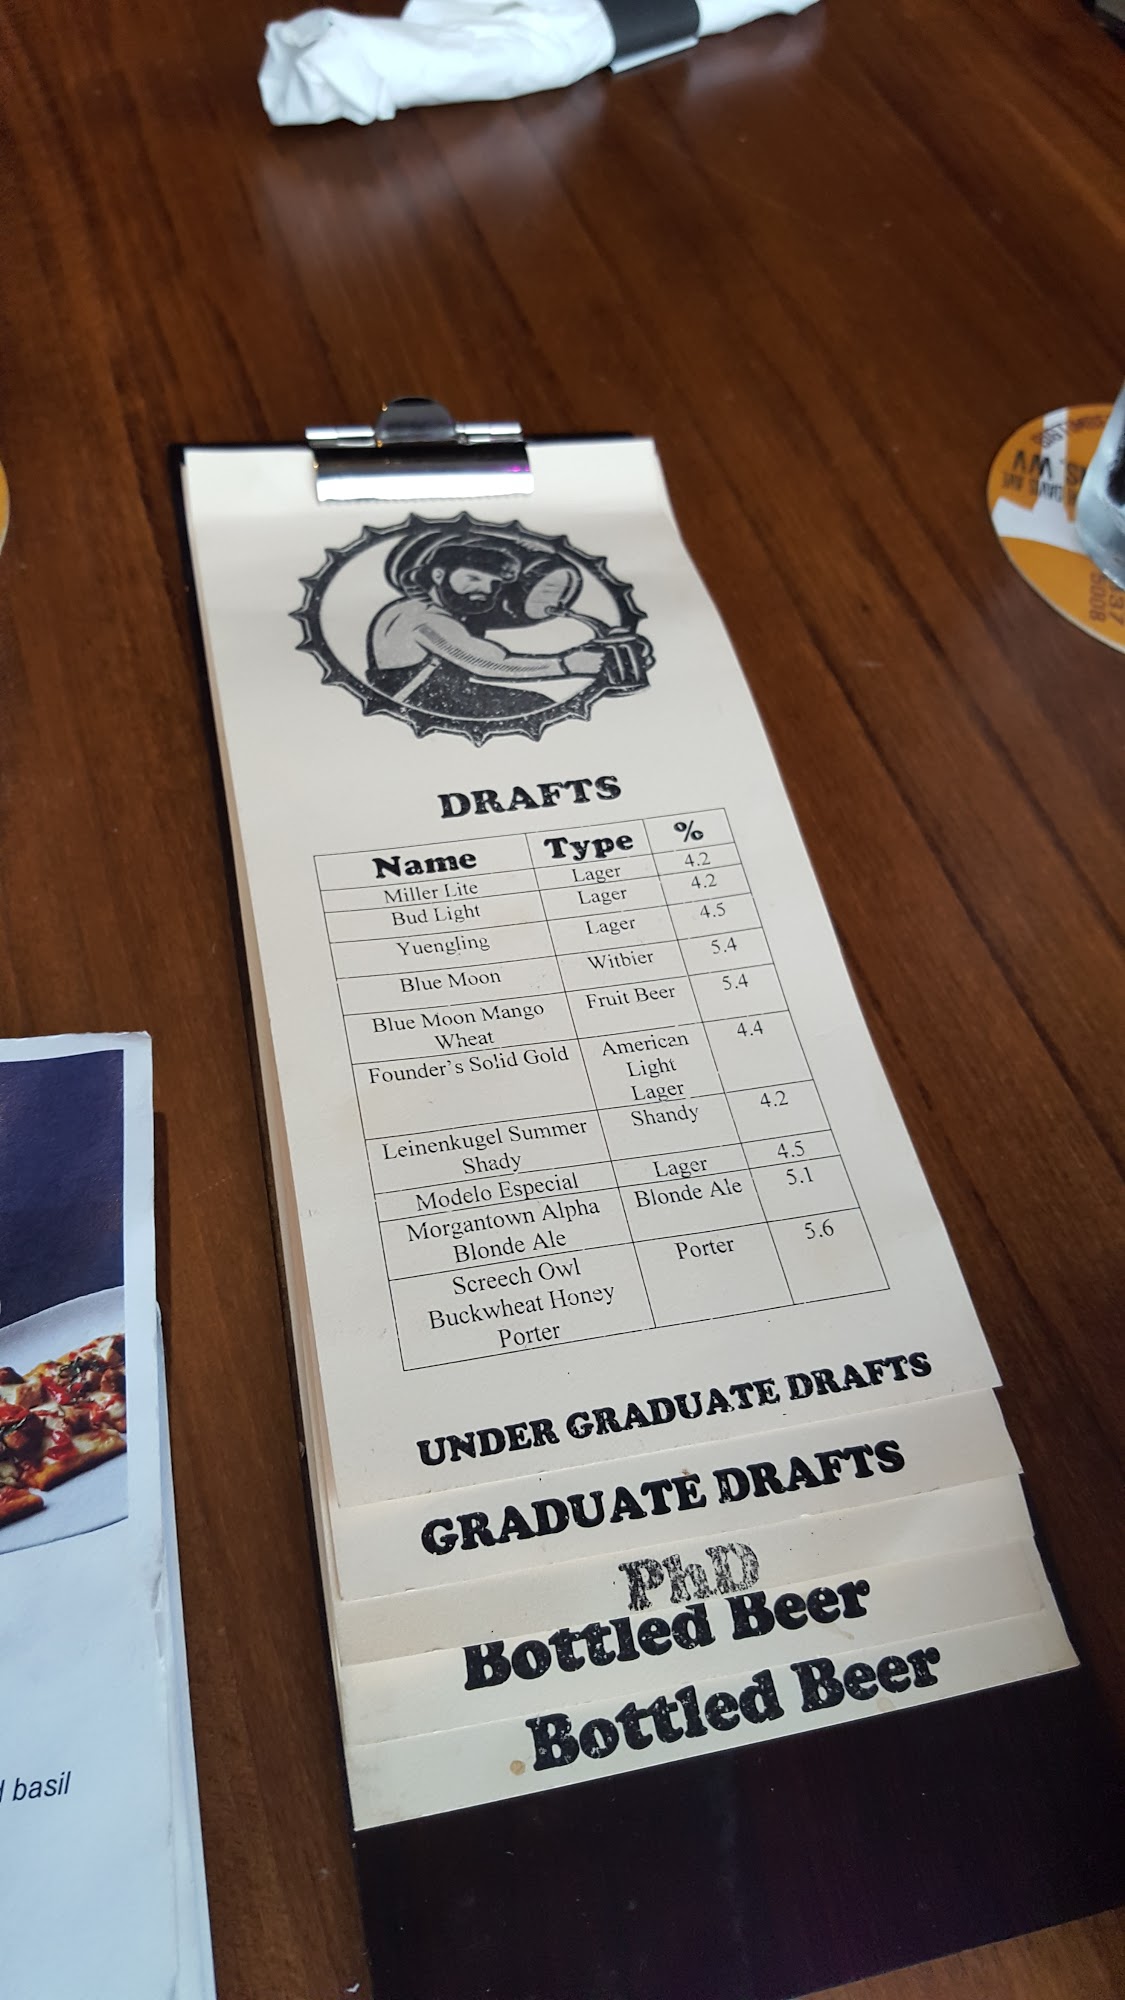 DRAFTS
Name Type %
Miller Lite Lager 4.2
Bud Light Lager 4.2
Yuengling Lager 4.5
Blue Moon Witbier 5.4
Blue Moon Mango Fruit Beer 5.4
Wheat
Founder's Solid Gold American 4.4
Light
Lager
Leinenkugel Summer Shandy 4.2
Shady
Modelo Especial Lager 4.5
Morgantown Alpha Blonde Ale 5.1
Blonde Ale
Screech Owl Porter 5.6
Buckwheat Honey
Porter
UNDER GRADUATE DRAFTS
GRADUATE DRAFTS
PhD
Bottled Beer
Bottled Beer
basil
WV
5008